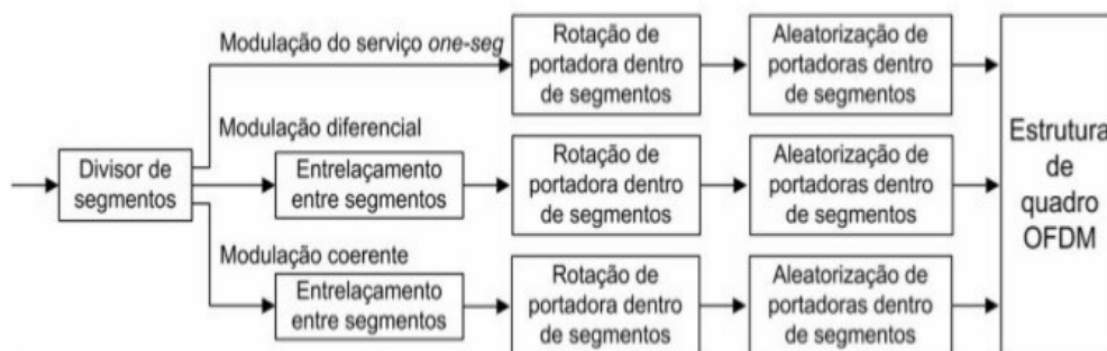 Modulação do serviço one-seg
Rotação de
portadora dentro
de segmentos
Aleatorização de
portadoras dentro
de segmentos
Modulação diferencial
Divisor de
segmentos
Entrelaçamento
entre segmentos
Rotação de
portadora dentro
de segmentos
Aleatorização de
portadoras dentro
de segmentos
Modulação coerente
Entrelaçamento
entre segmentos
Rotação de
portadora dentro
de segmentos
Aleatorização de
portadoras dentro
de segmentos
Estrutura
de
quadro
OFDM